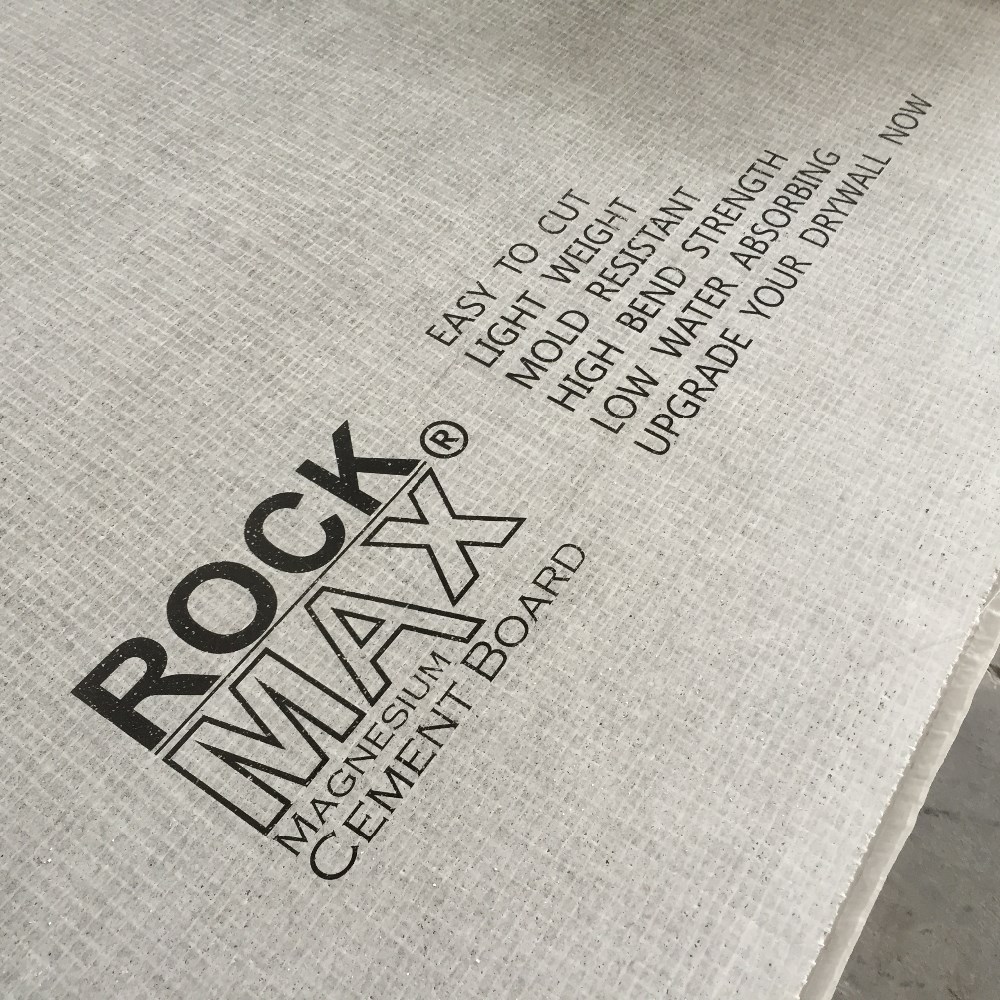 EASY TO CUT
LIGHT WEIGHT
MOLD RESISTANT
HIGH BEND STRENGTH
LOW WATER ABSORBING
UPGRADE YOUR DRYWALL NOW
ROCK®
MAX
MAGNESIUM
CEMENT BOARD